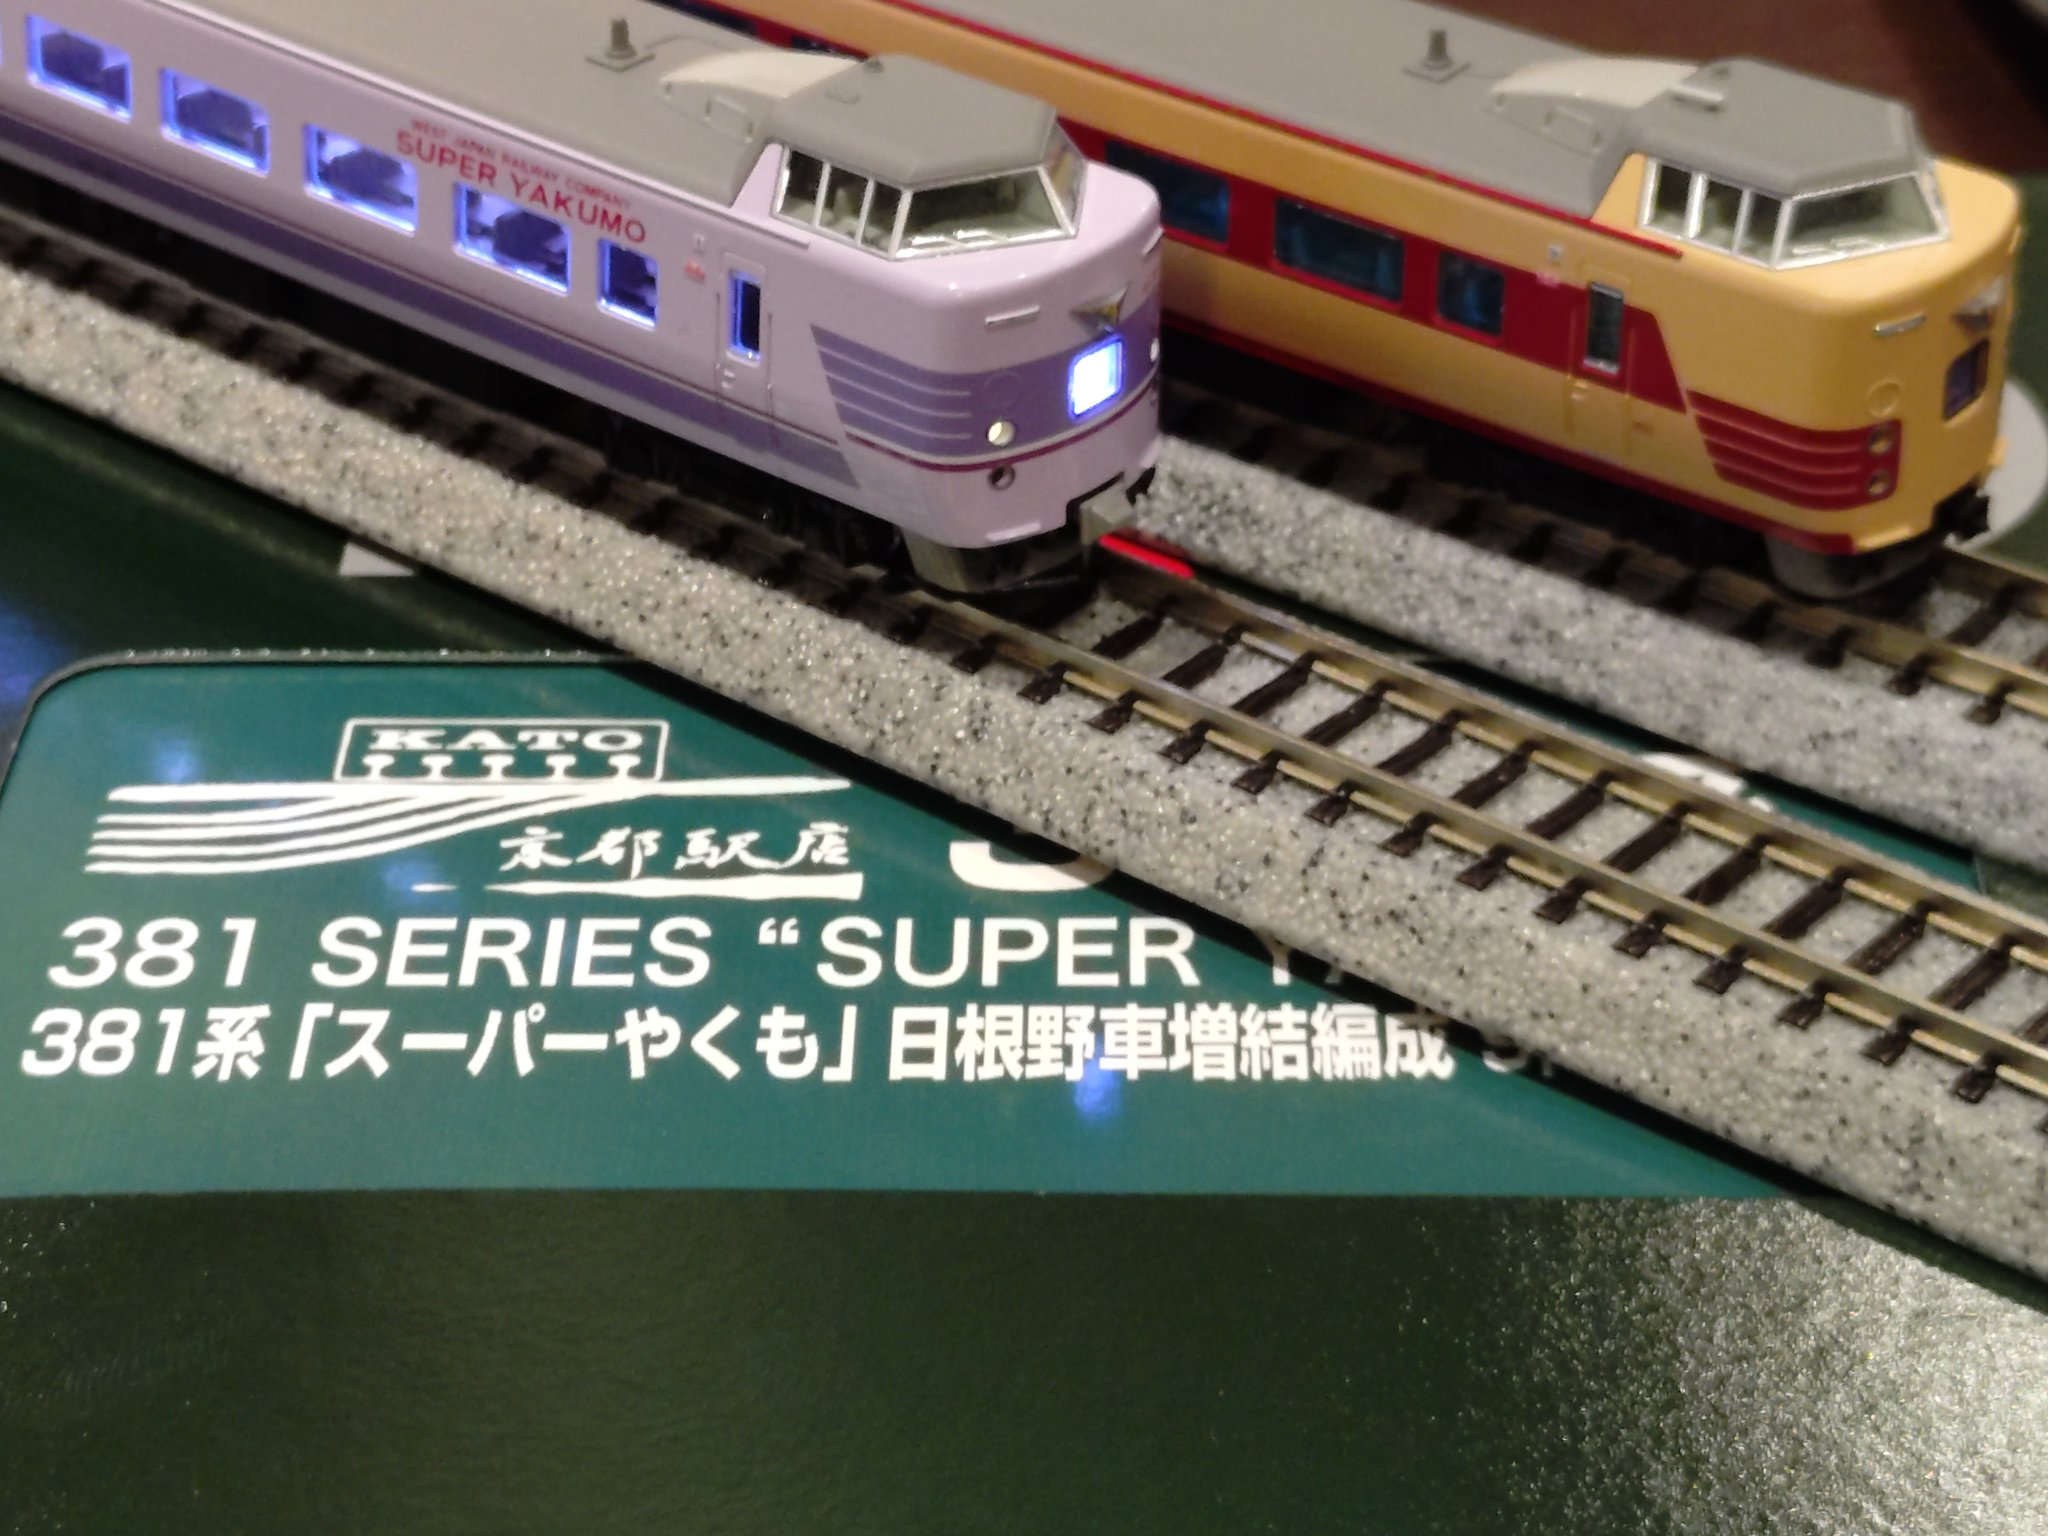 WEST JAPAN RAILWAY COMPANY
SUPER YAKUMO
KATO
京都駅店
381 SERIES “SUPER
381系「スーパーやくも」日根野車増結編成